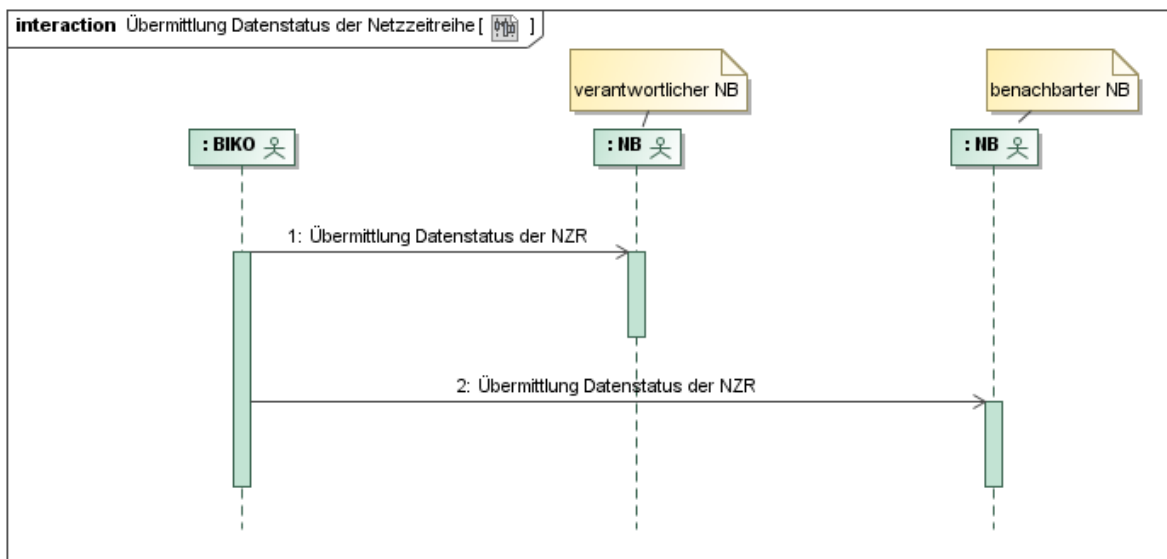 interaction Übermittlung Datenstatus der Netzzeitreihe [ ]
verantwortlicher NB
benachbarter NB
: BIKO
: NB
: NB
1: Übermittlung Datenstatus der NZR
2: Übermittlung Datenstatus der NZR